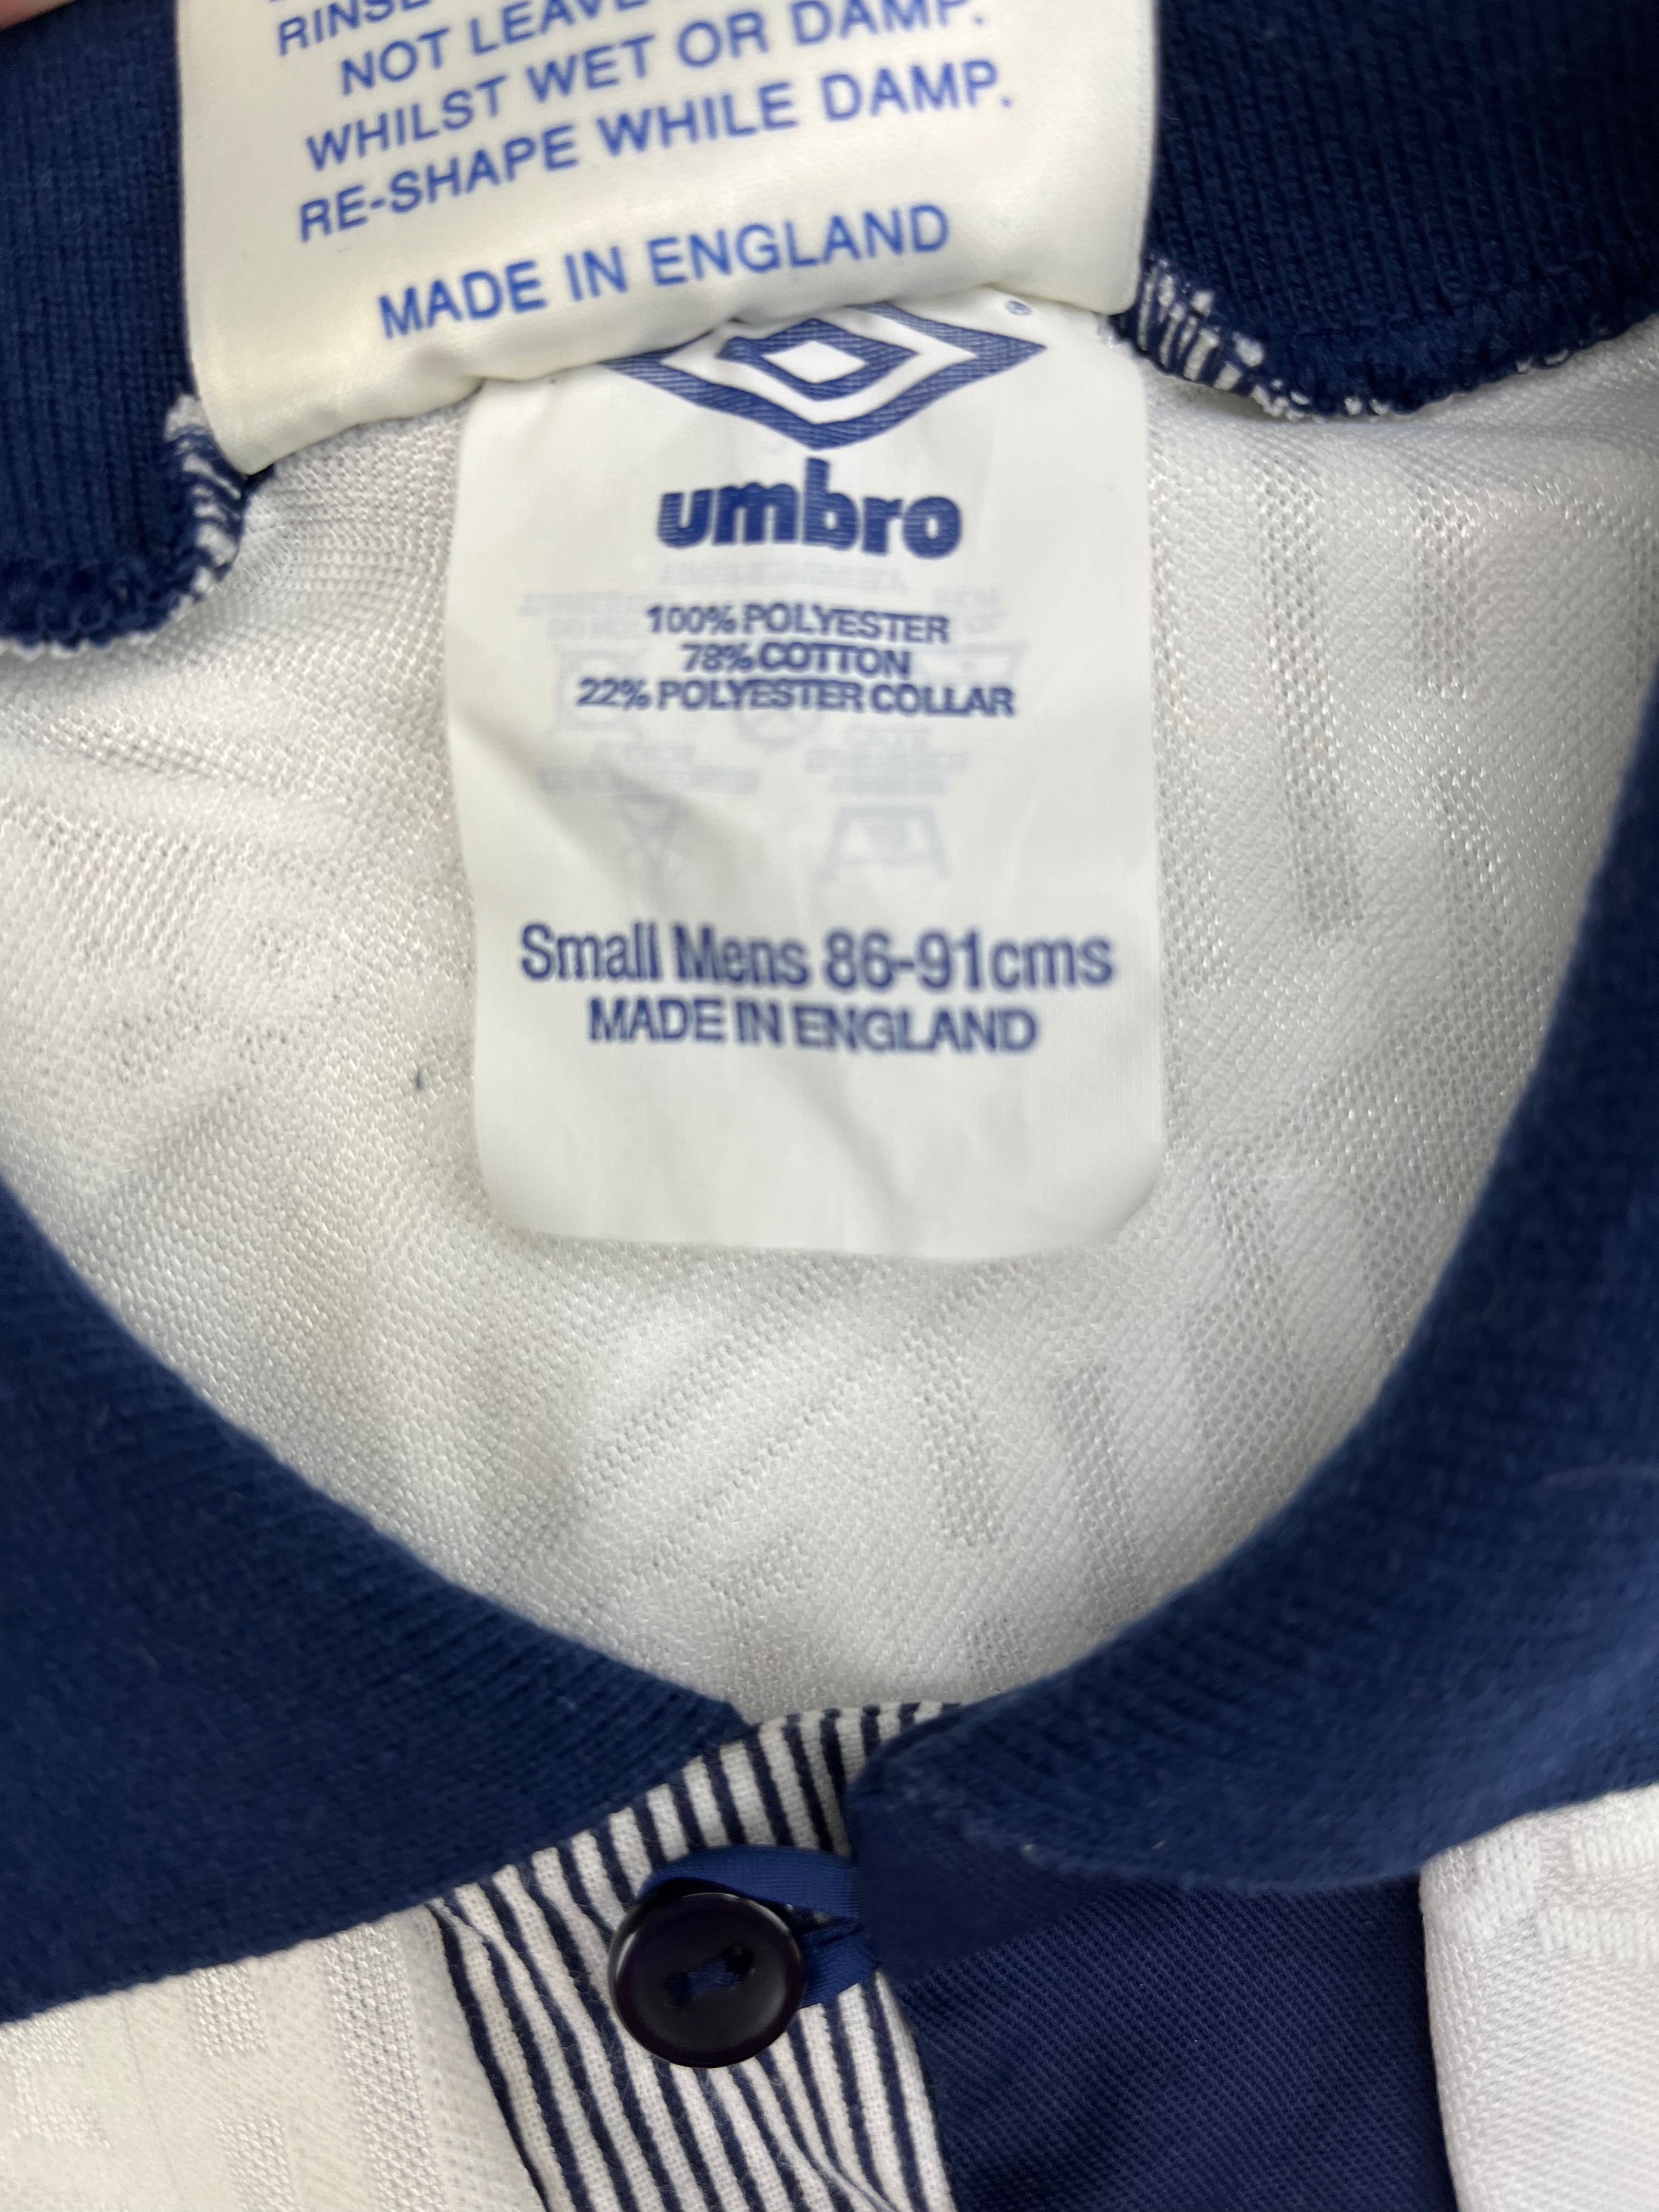 RINSE
NOT LEAVE
WHILST WET OR DAMP.
RE-SHAPE WHILE DAMP.
MADE IN ENGLAND
®
umbro
100% POLYESTER
78% COTTON
22% POLYESTER COLLAR
Small Mens 86-91cms
MADE IN ENGLAND